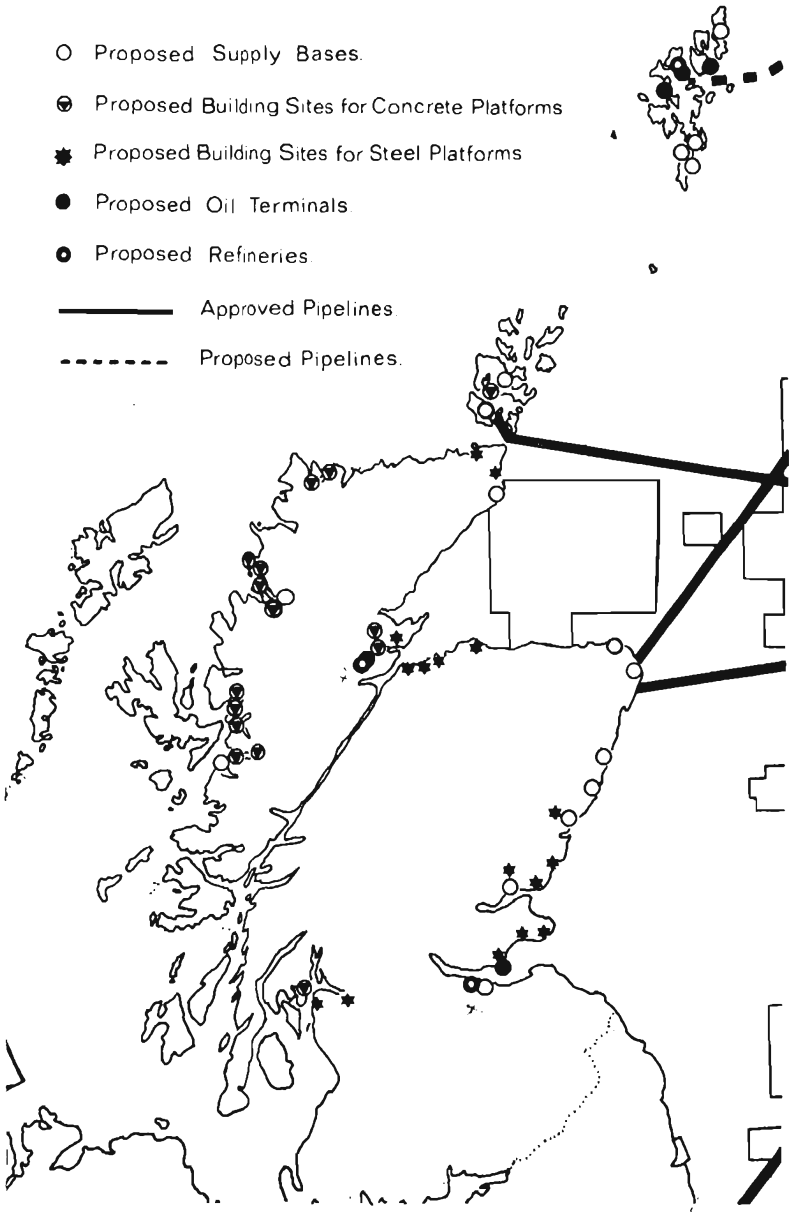 Proposed Supply Bases.
Proposed Building Sites for Concrete Platforms
Proposed Building Sites for Steel Platforms
Proposed Oil Terminals.
Proposed Refineries.
Approved Pipelines.
Proposed Pipelines.